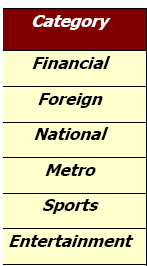 Category
Financial
Foreign
National
Metro
Sports
Entertainment